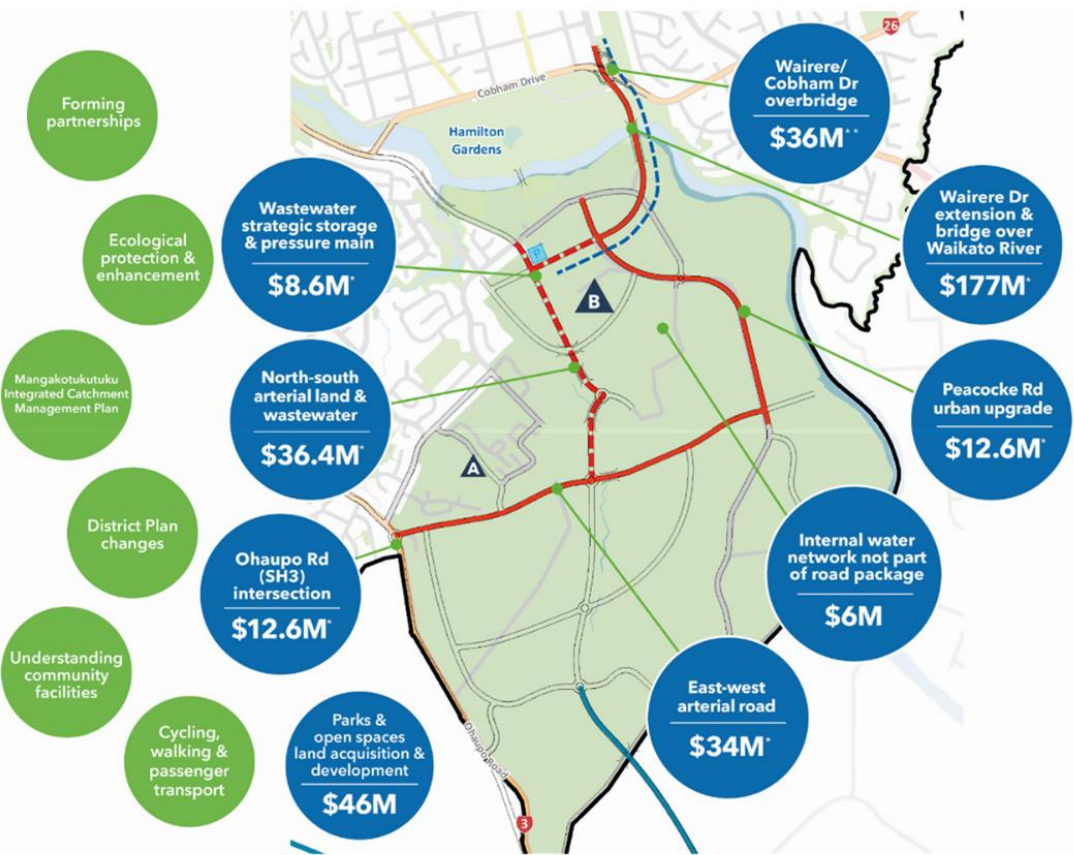 Forming
partnerships
Ecological
protection &
enhancement
Mangakotukutuku
Integrated Catchment
Management Plan
District Plan
changes
Understanding
community
facilities
Cycling,
walking &
passenger
transport
Wastewater
strategic storage
& pressure main
$8.6M*
North-south
arterial land &
wastewater
$36.4M*
Ohaupo Rd
(SH3)
intersection
$12.6M*
Parks &
open spaces
land acquisition &
development
$46M
Cobham Drive
Hamilton
Gardens
P
B
A
Ohaupo Road
3
26
Wairere/
Cobham Dr
overbridge
$36M**
Wairere Dr
extension &
bridge over
Waikato River
$177M*
Peacocke Rd
urban upgrade
$12.6M*
Internal water
network not part
of road package
$6M
East-west
arterial road
$34M*